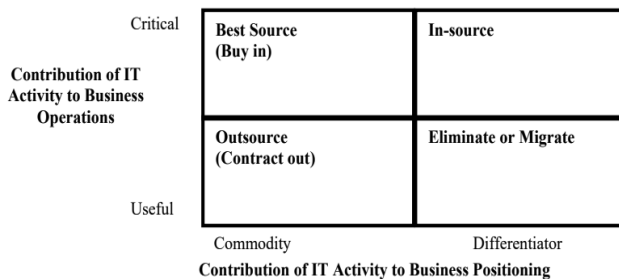 Critical
Best Source
(Buy in)
In-source
Contribution of IT
Activity to Business
Operations
Outsource
(Contract out)
Eliminate or Migrate
Useful
Commodity
Differentiator
Contribution of IT Activity to Business Positioning